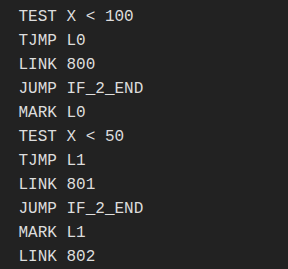 TEST X < 100
TJMP L0
LINK 800
JUMP IF_2_END
MARK L0
TEST X < 50
TJMP L1
LINK 801
JUMP IF_2_END
MARK L1
LINK 802